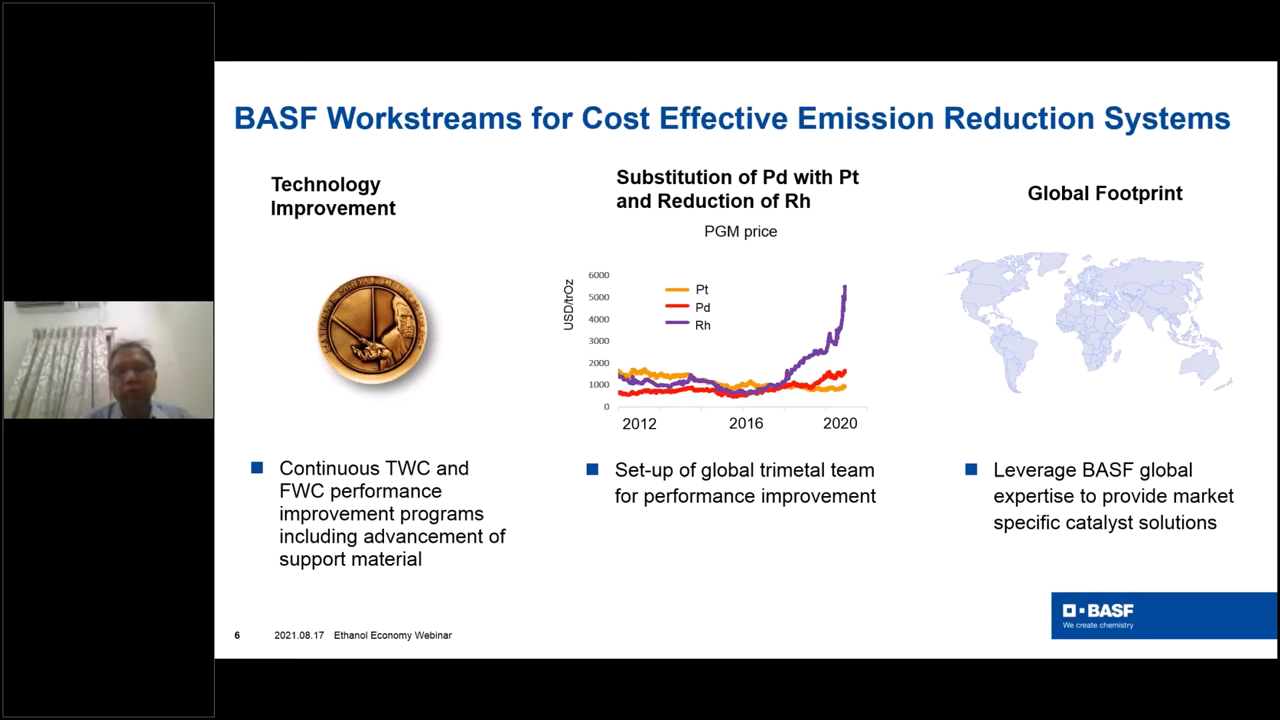 BASF Workstreams for Cost Effective Emission Reduction Systems
Technology
Improvement
Continuous TWC and
FWC performance
improvement programs
including advancement of
support material
Substitution of Pd with Pt
and Reduction of Rh
PGM price
USD/trOz
6000
5000
4000
3000
2000
1000
0
Pt
Pd
Rh
2012
2016
2020
Set-up of global trimetal team
for performance improvement
Global Footprint
Leverage BASF global
expertise to provide market
specific catalyst solutions
6
2021.08.17 Ethanol Economy Webinar
BASF
We create chemistry